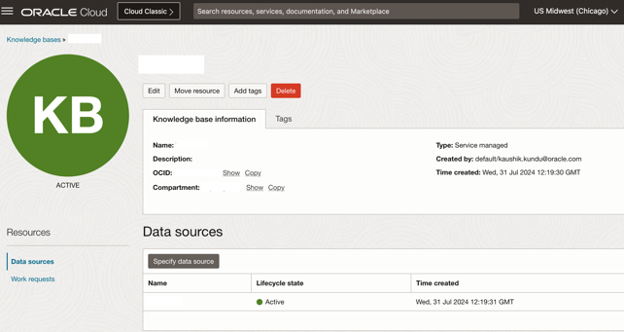 ORACLE Cloud
Cloud Classic >
Search resources, services, documentation, and Marketplace
US Midwest (Chicago)
Knowledge bases »
KB
ACTIVE
Edit
Move resource
Add tags
Delete
Knowledge base information
Tags
Name:
Description:
OCID: Show Copy
Compartment: Show Copy
Type: Service managed
Created by: default/kaushik.kundu@oracle.com
Time created: Wed, 31 Jul 2024 12:19:30 GMT
Resources
Data sources
Work requests
Data sources
Specify data source
Name Lifecycle state Time created
Active Wed, 31 Jul 2024 12:19:31 GMT